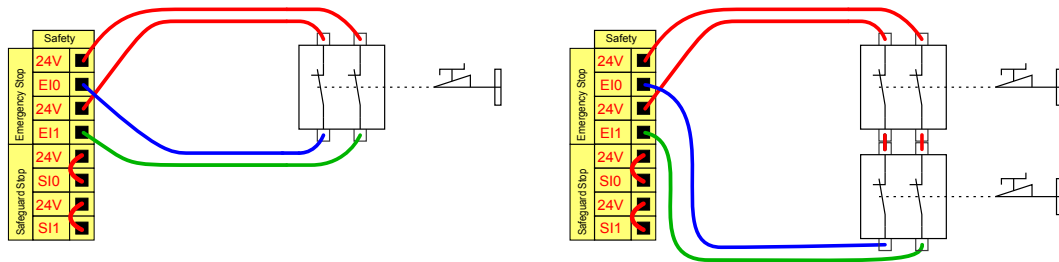 Safety
Emergency Stop
24V
EI0
24V
EI1
Safeguard Stop
24V
SI0
24V
SI1
Safety
Emergency Stop
24V
EI0
24V
EI1
Safeguard Stop
24V
SI0
24V
SI1